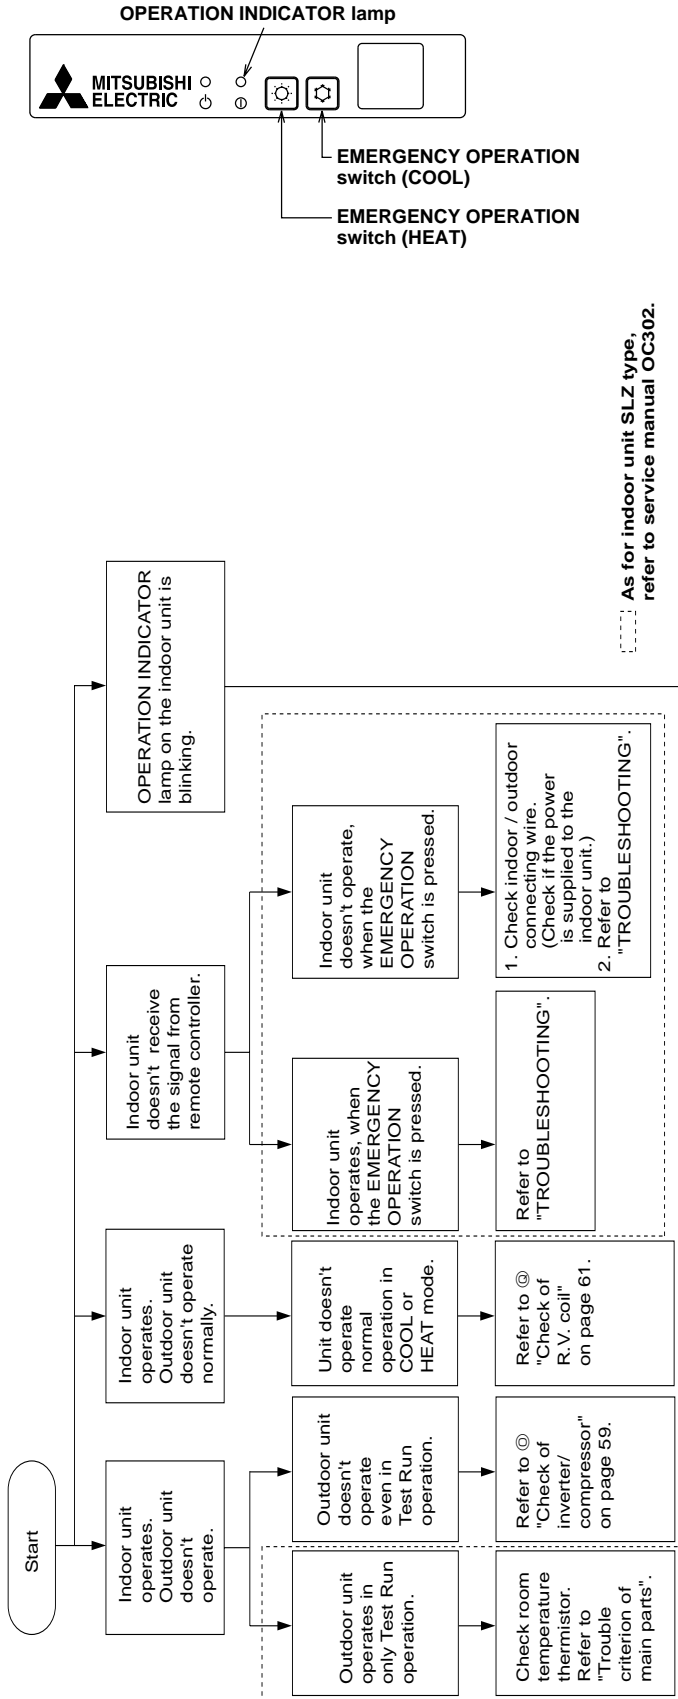 OPERATION INDICATOR lamp
MITSUBISHI
ELECTRIC
EMERGENCY OPERATION
switch (COOL)
EMERGENCY OPERATION
switch (HEAT)
Start
Indoor unit
operates.
Outdoor unit
doesn't
operate.
Outdoor unit
operates in
only Test Run
operation.
Check room
temperature
thermistor.
Refer to
"Trouble
criterion of
main parts".
Outdoor unit
doesn't
operate
even in
Test Run
operation.
Refer to Ⓞ
"Check of
inverter/
compressor"
on page 59.
Indoor unit
operates.
Outdoor unit
doesn't operate
normally.
Unit doesn't
operate
normal
operation in
COOL or
HEAT mode.
Refer to Ⓠ
"Check of
R.V. coil"
on page 61.
Indoor unit
doesn't receive
the signal from
remote controller.
Indoor unit
operates, when
the EMERGENCY
OPERATION
switch is pressed.
Refer to
"TROUBLESHOOTING".
Indoor unit
doesn't operate,
when the
EMERGENCY
OPERATION
switch is pressed.
1. Check indoor / outdoor
connecting wire.
(Check if the power
is supplied to the
indoor unit.)
2. Refer to
"TROUBLESHOOTING".
OPERATION INDICATOR
lamp on the indoor unit is
blinking.
As for indoor unit SLZ type,
refer to service manual OC302.